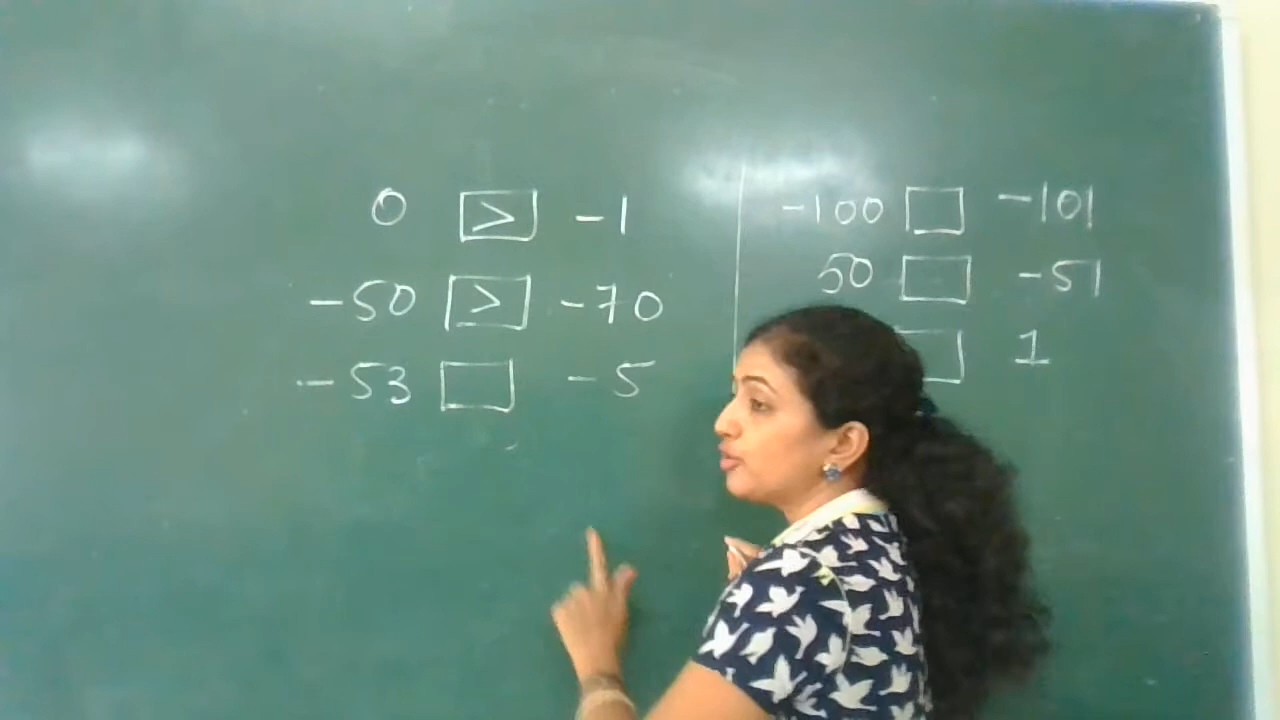 0 > -1
-50 > -70
-53 □ -5
-100 □ -101
50 □ -51
□ 1